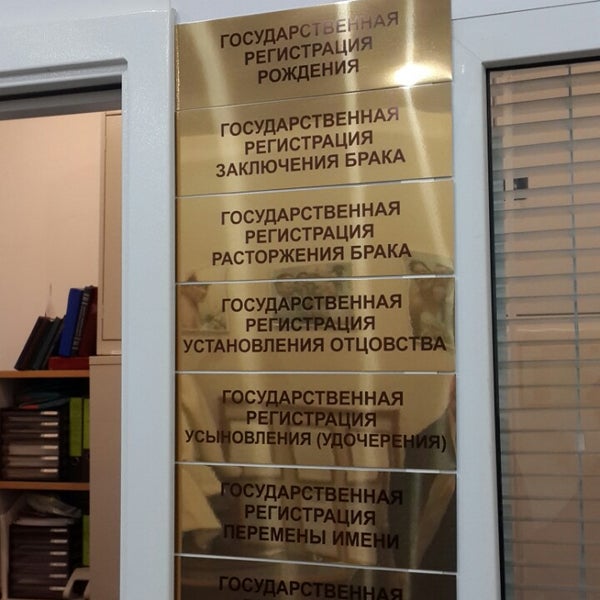 ГОСУДАРСТВЕННАЯ
РЕГИСТРАЦИЯ
РОЖДЕНИЯ
ГОСУДАРСТВЕННАЯ
РЕГИСТРАЦИЯ
ЗАКЛЮЧЕНИЯ БРАКА
ГОСУДАРСТВЕННАЯ
РЕГИСТРАЦИЯ
РАСТОРЖЕНИЯ БРАКА
ГОСУДАРСТВЕННАЯ
РЕГИСТРАЦИЯ
УСТАНОВЛЕНИЯ ОТЦОВСТВА
ГОСУДАРСТВЕННАЯ
РЕГИСТРАЦИЯ
УСЫНОВЛЕНИЯ (УДОЧЕРЕНИЯ)
ГОСУДАРСТВЕННАЯ
РЕГИСТРАЦИЯ
ПЕРЕМЕНЫ ИМЕНИ
ГОСУДАРСТВЕННАЯ